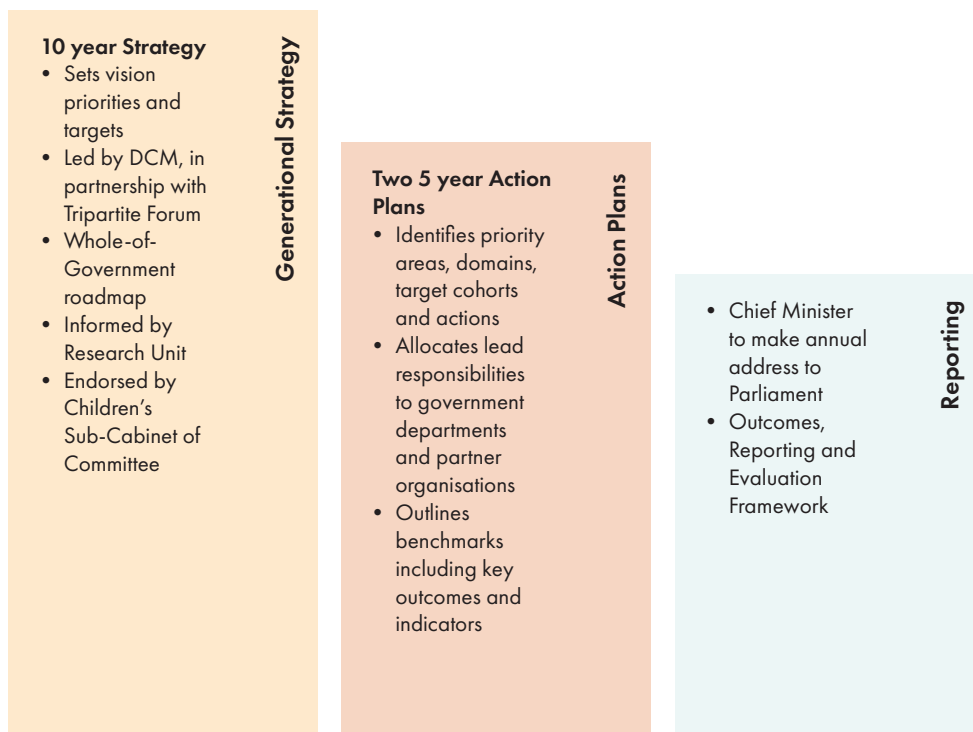 10 year Strategy
• Sets vision
priorities and
targets
• Led by DCM, in
partnership with
Tripartite Forum
• Whole-of-
Government
roadmap
• Informed by
Research Unit
• Endorsed by
Children's
Sub-Cabinet of
Committee
Generational Strategy
Two 5 year Action
Plans
• Identifies priority
areas, domains,
target cohorts
and actions
• Allocates lead
responsibilities
to government
departments
and partner
organisations
• Outlines
benchmarks
including key
outcomes and
indicators
Action Plans
• Chief Minister
to make annual
address to
Parliament
• Outcomes,
Reporting and
Evaluation
Framework
Reporting